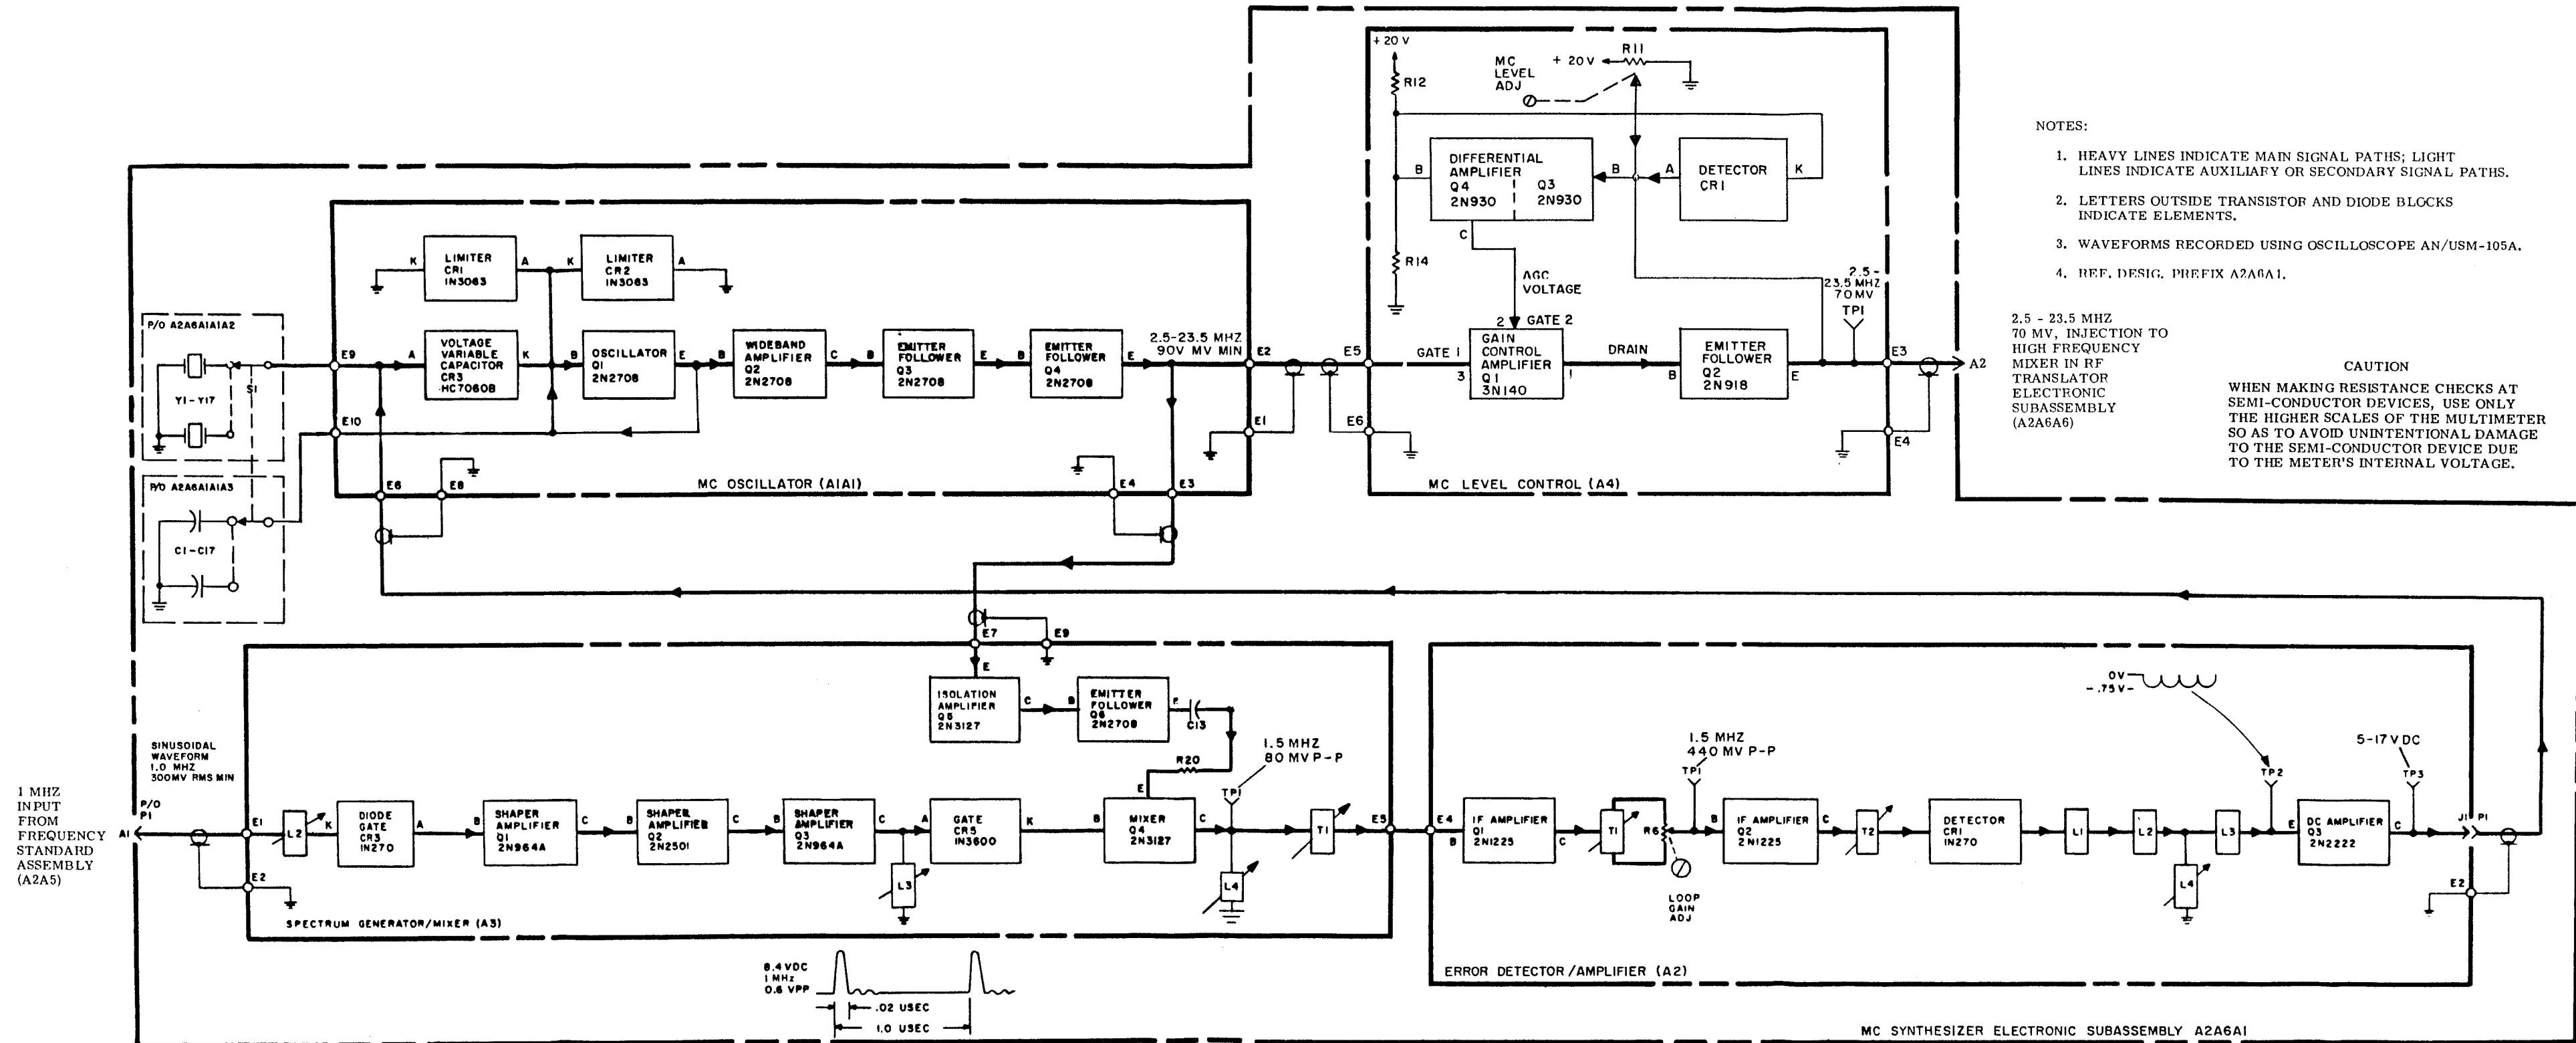 + 20 V
R12
MC
LEVEL
ADJ
+ 20V
R11
DIFFERENTIAL
AMPLIFIER
Q4
2N930
Q3
2N930
B
B
A
DETECTOR
CR1
K
C
R14
AGC
VOLTAGE
2.5 -
23.5 MHZ
70 MV
TP1
2
GATE 2
E5
GATE 1
3
GAIN
CONTROL
AMPLIFIER
Q1
3N140
1
DRAIN
B
EMITTER
FOLLOWER
Q2
2N918
E
E3
A2
E6
E4
MC LEVEL CONTROL (A4)
NOTES:
1. HEAVY LINES INDICATE MAIN SIGNAL PATHS; LIGHT
LINES INDICATE AUXILIARY OR SECONDARY SIGNAL PATHS.
2. LETTERS OUTSIDE TRANSISTOR AND DIODE BLOCKS
INDICATE ELEMENTS.
3. WAVEFORMS RECORDED USING OSCILLOSCOPE AN/USM-105A.
4. REF. DESIG. PREFIX A2A6A1.
2.5 - 23.5 MHZ
70 MV, INJECTION TO
HIGH FREQUENCY
MIXER IN RF
TRANSLATOR
ELECTRONIC
SUBASSEMBLY
(A2A6A6)
CAUTION
WHEN MAKING RESISTANCE CHECKS AT
SEMI-CONDUCTOR DEVICES, USE ONLY
THE HIGHER SCALES OF THE MULTIMETER
SO AS TO AVOID UNINTENTIONAL DAMAGE
TO THE SEMI-CONDUCTOR DEVICE DUE
TO THE METER'S INTERNAL VOLTAGE.
K
LIMITER
CR1
1N3063
A
K
LIMITER
CR2
1N3063
A
P/O A2A6A1A1A2
Y1-Y17
S1
P/O A2A6A1A1A3
C1-C17
E9
A
VOLTAGE
VARIABLE
CAPACITOR
CR3
HC7060B
K
B
OSCILLATOR
Q1
2N2708
E
B
WIDEBAND
AMPLIFIER
Q2
2N2708
C
B
EMITTER
FOLLOWER
Q3
2N2708
E
B
EMITTER
FOLLOWER
Q4
2N2708
E
2.5-23.5 MHZ
90V MV MIN
E2
E10
E1
E6
E8
E4
E3
MC OSCILLATOR (A1A1)
E7
E9
E
ISOLATION
AMPLIFIER
Q5
2N3127
C
B
EMITTER
FOLLOWER
Q6
2N2708
E
C13
R20
1.5 MHZ
80 MV P-P
TP1
1 MHZ
INPUT
FROM
FREQUENCY
STANDARD
ASSEMBLY
(A2A5)
SINUSOIDAL
WAVEFORM
1.0 MHZ
300MV RMS MIN
P/O
P1
A1
E1
E2
L2
K
DIODE
GATE
CR3
1N270
A
B
SHAPER
AMPLIFIER
Q1
2N964A
C
B
SHAPER
AMPLIFIER
Q2
2N2501
C
B
SHAPER
AMPLIFIER
Q3
2N964A
C
L3
A
GATE
CR5
1N3600
K
B
E
MIXER
Q4
2N3127
C
L4
T1
E5
SPECTRUM GENERATOR/MIXER (A3)
8.4 VDC
1 MHz
0.6 VPP
.02 USEC
1.0 USEC
E4
B
IF AMPLIFIER
Q1
2N1225
C
T1
R6
LOOP
GAIN
ADJ
1.5 MHZ
440 MV P-P
TP1
B
IF AMPLIFIER
Q2
2N1225
C
T2
DETECTOR
CR1
1N270
L1
L2
L4
L3
0V
-.75V-
TP2
E
DC AMPLIFIER
Q3
2N2222
C
5-17 V DC
TP3
J1
P1
E2
ERROR DETECTOR/AMPLIFIER (A2)
MC SYNTHESIZER ELECTRONIC SUBASSEMBLY A2A6A1